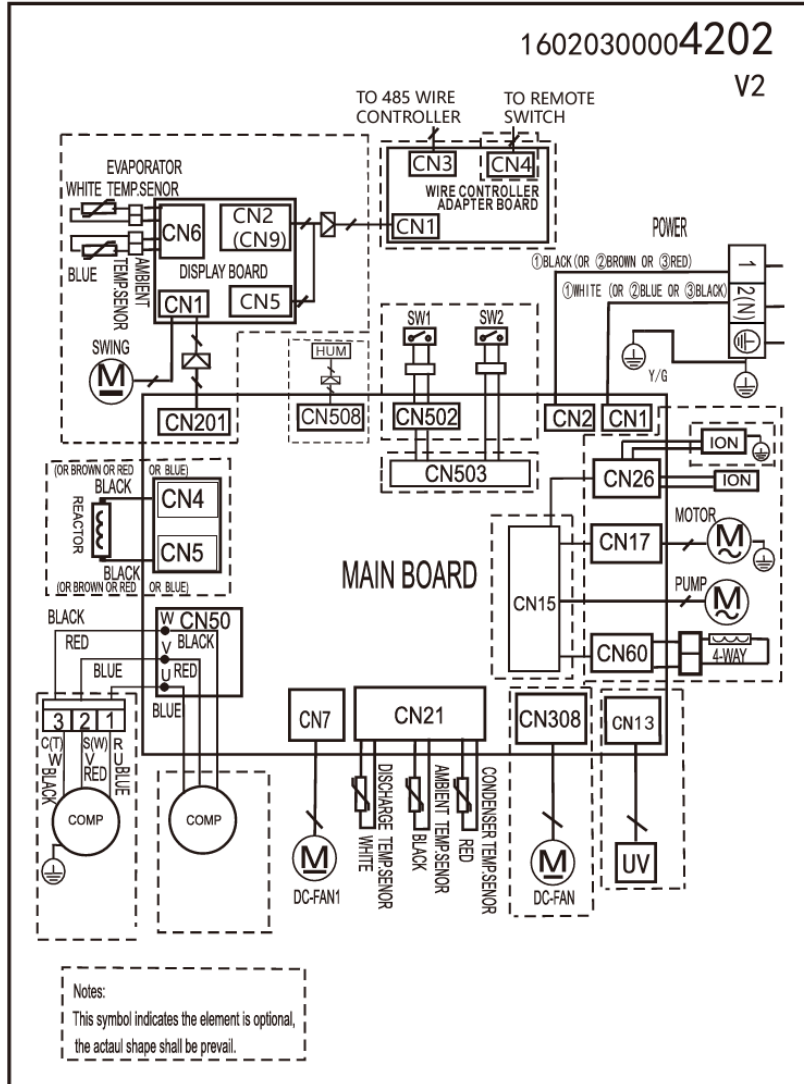 16020300004202
V2
TO 485 WIRE
CONTROLLER
TO REMOTE
SWITCH
EVAPORATOR
WHITE TEMP.SENOR
CN6
CN2
(CN9)
DISPLAY BOARD
CN1
CN5
BLUE
AMBIENT
TEMP.SENOR
SWING
M
CN3
CN4
WIRE CONTROLLER
ADAPTER BOARD
CN1
POWER
①BLACK(OR ②BROWN OR ③RED)
①WHITE (OR ②BLUE OR ③BLACK)
1
2(N)
Y/G
SW1
SW2
HUM
CN201
CN508
CN502
CN2
CN1
CN503
(OR BROWN OR RED OR BLUE)
BLACK
REACTOR
CN4
CN5
BLACK
(OR BROWN OR RED OR BLUE)
MAIN BOARD
CN26
ION
ION
CN17
MOTOR
M
CN15
PUMP
M
CN60
4-WAY
CN50
W
BLACK
V
RED
U
BLUE
BLACK
RED
BLUE
3 2 1
C(T) S(W) R
W V U
BLACK RED BLUE
COMP
COMP
CN7
CN21
CN308
CN13
M
DC-FAN1
DISCHARGE TEMP.SENOR
WHITE
AMBIENT TEMP.SENOR
BLACK
CONDENSER TEMP.SENOR
RED
M
DC-FAN
UV
Notes:
This symbol indicates the element is optional,
the actaul shape shall be prevail.